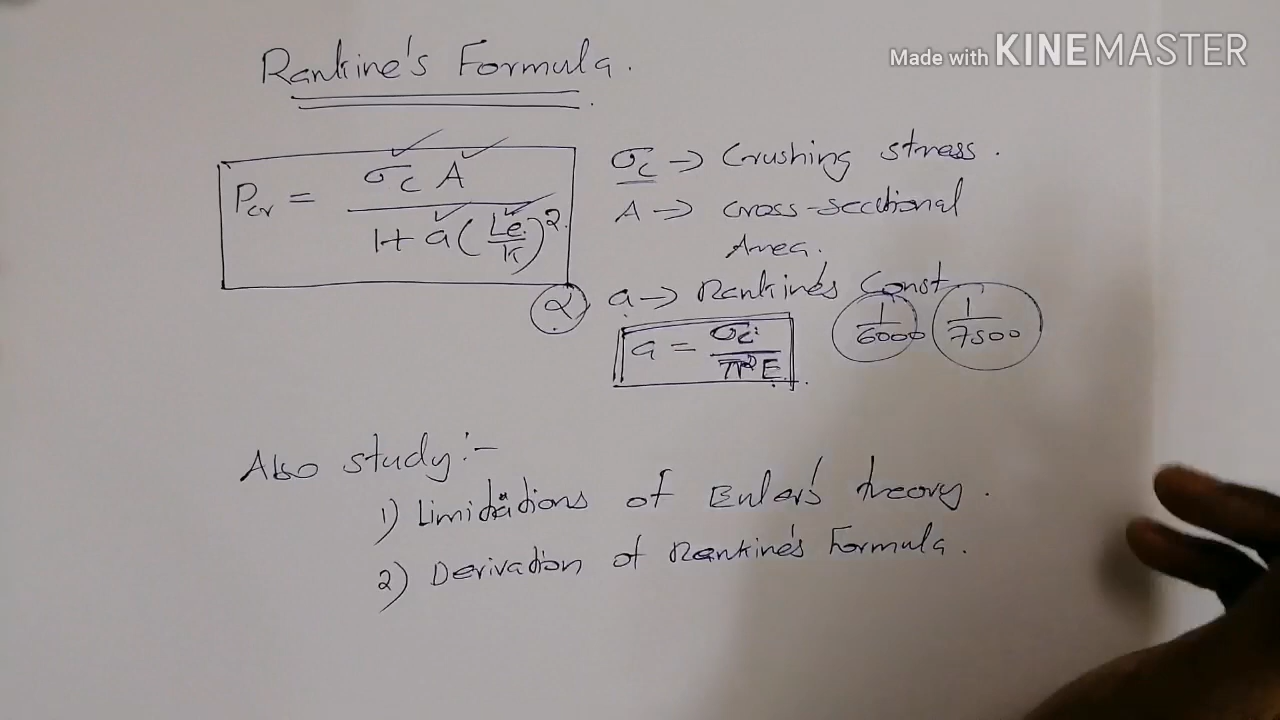 Made with KINEMASTER
Rankine's Formula.
Pcr = σc A / 1 + a (Le/k)²
σc → Crushing stress.
A → Cross-sectional
Area.
α) a → Rankine's Const
a = σc / π²E
1/6000 1/7500
Also study:-
1) Limitations of Euler's theory.
2) Derivation of Rankine's Formula.